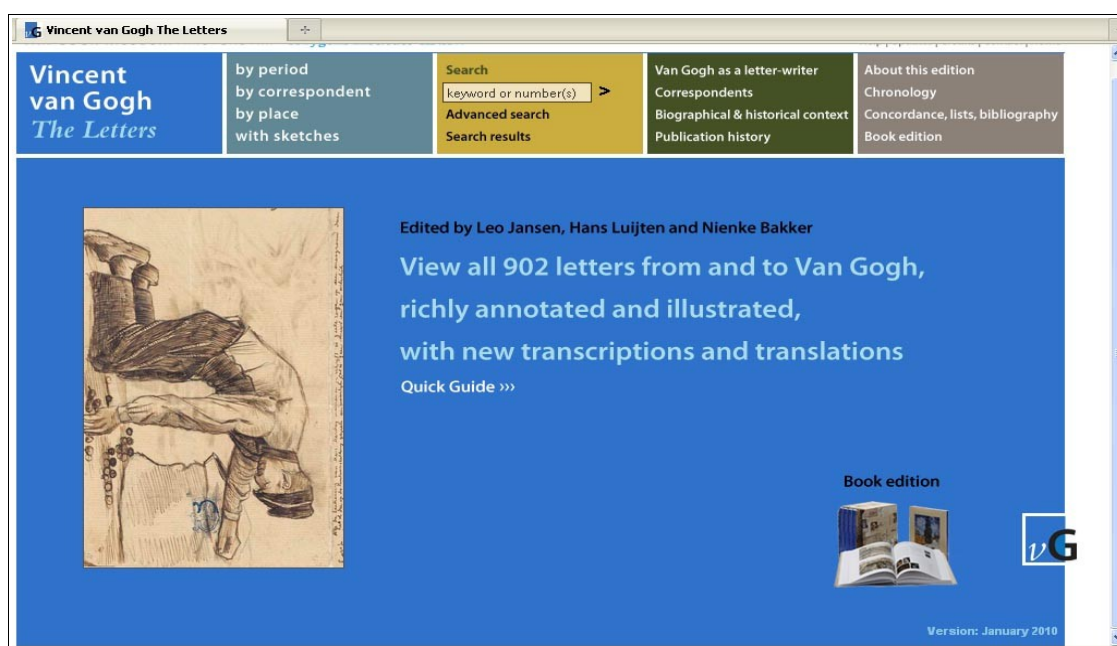 Vincent van Gogh The Letters
Vincent
van Gogh
The Letters
by period
by correspondent
by place
with sketches
Search
keyword or number(s) >
Advanced search
Search results
Van Gogh as a letter-writer
Correspondents
Biographical & historical context
Publication history
About this edition
Chronology
Concordance, lists, bibliography
Book edition
Edited by Leo Jansen, Hans Luijten and Nienke Bakker
View all 902 letters from and to Van Gogh,
richly annotated and illustrated,
with new transcriptions and translations
Quick Guide ›››
Book edition
vG
Version: January 2010